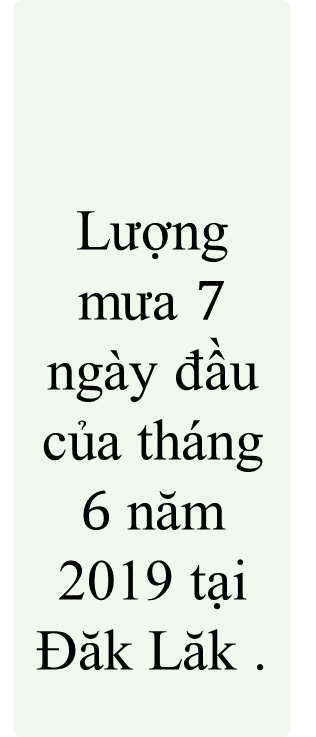 Lượng
mưa 7
ngày đầu
của tháng
6 năm
2019 tại
Đăk Lăk .